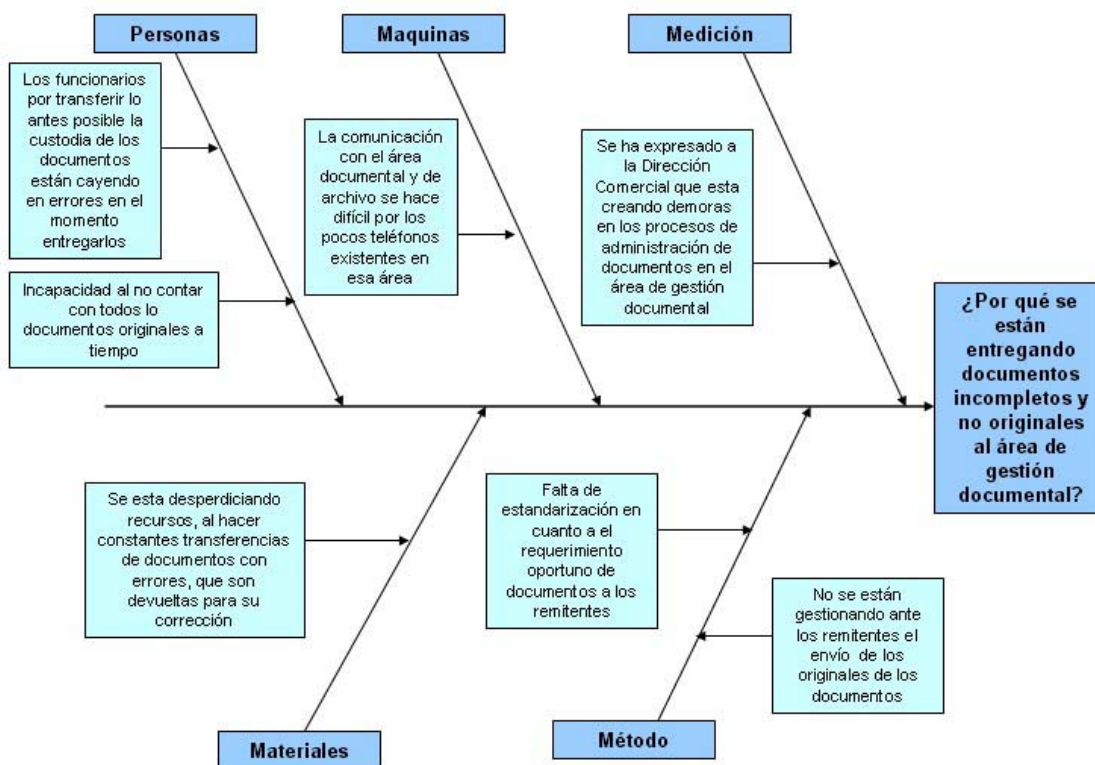 Personas
Maquinas
Medición
Los funcionarios
por transferir lo
antes posible la
custodia de los
documentos
están cayendo
en errores en el
momento
entregarlos
La comunicación
con el área
documental y de
archivo se hace
difícil por los
pocos teléfonos
existentes en
esa área
Se ha expresado a
la Dirección
Comercial que esta
creando demoras
en los procesos de
administración de
documentos en el
área de gestión
documental
Incapacidad al no contar
con todos lo
documentos originales a
tiempo
¿Por qué se
están
entregando
documentos
incompletos y
no originales
al área de
gestión
documental?
Se esta desperdiciando
recursos, al hacer
constantes transferencias
de documentos con
errores, que son
devueltas para su
corrección
Falta de
estandarización en
cuanto a el
requerimiento
oportuno de
documentos a los
remitentes
No se están
gestionando ante
los remitentes el
envío de los
originales de los
documentos
Materiales
Método